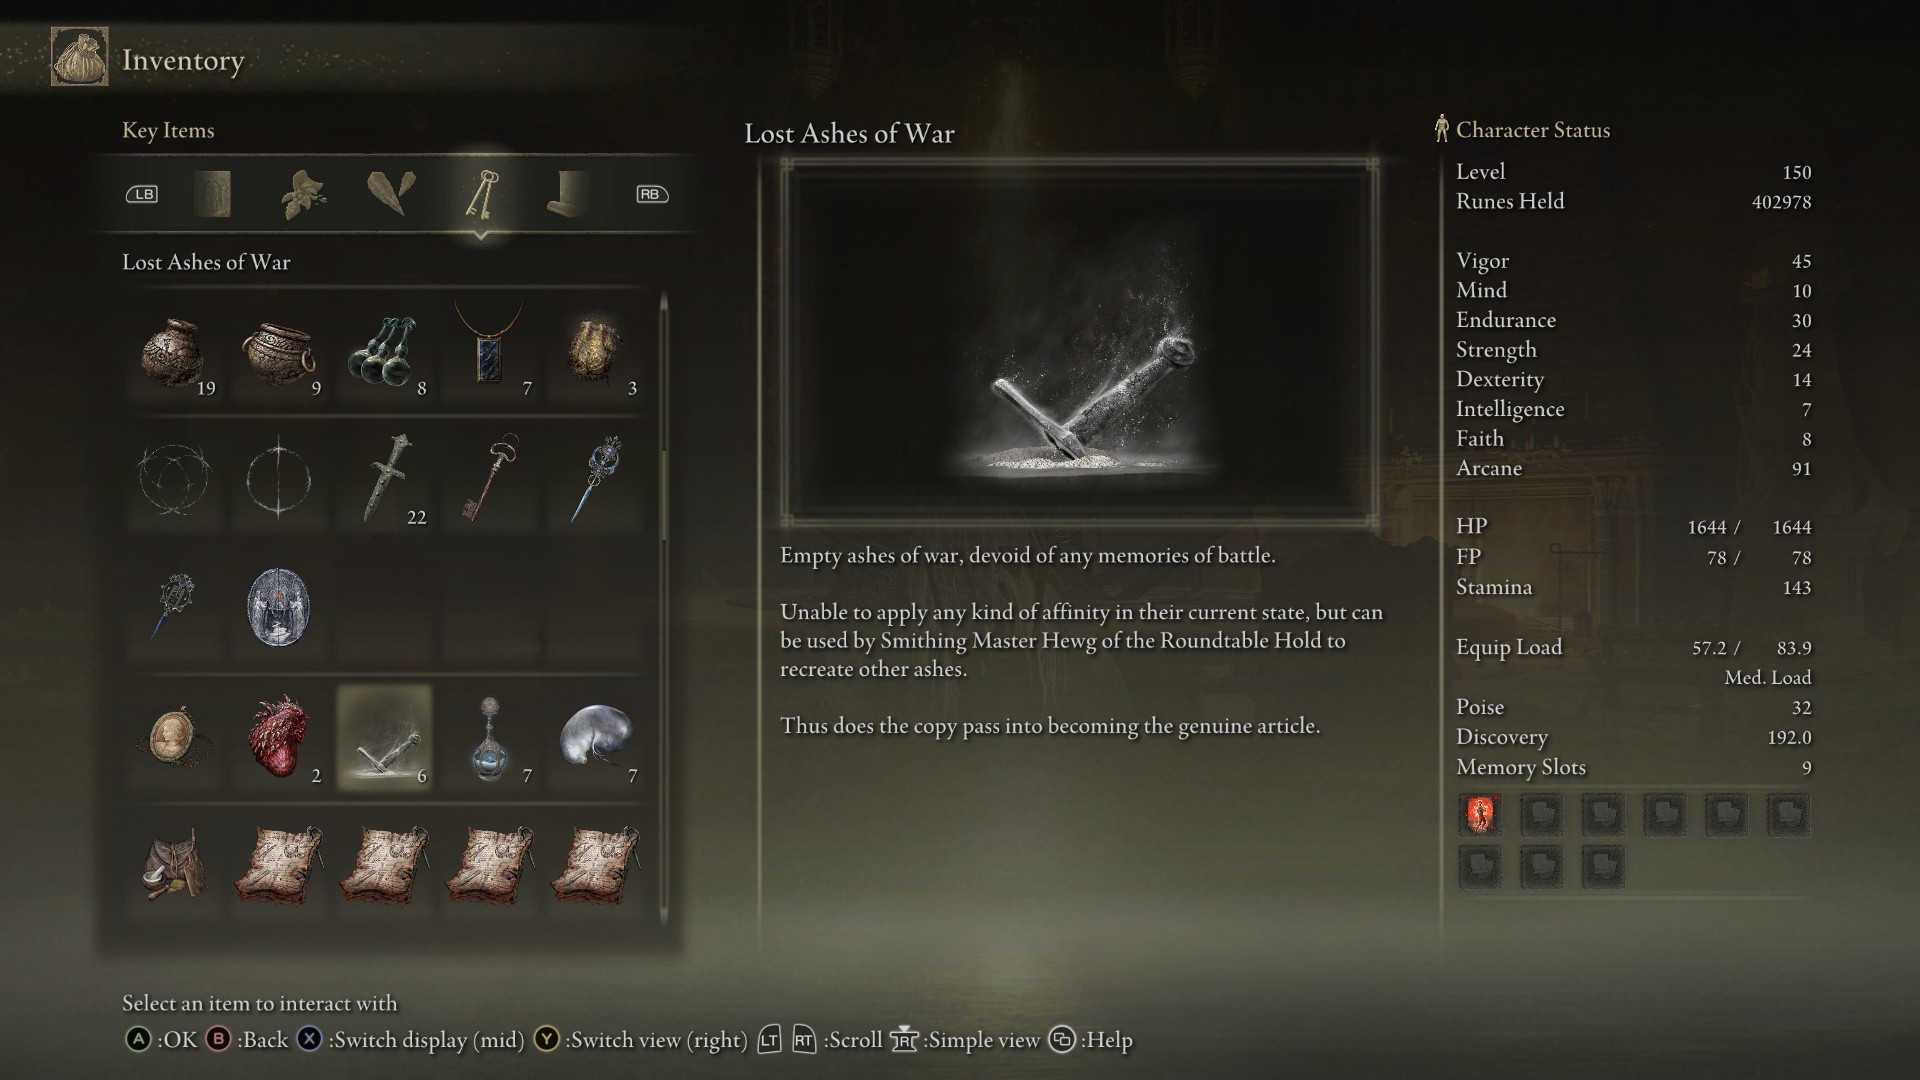 Inventory
Key Items
LB
RB
Lost Ashes of War
19
9
8
7
3
22
2
6
7
7
Lost Ashes of War
Empty ashes of war, devoid of any memories of battle.
Unable to apply any kind of affinity in their current state, but can
be used by Smithing Master Hewg of the Roundtable Hold to
recreate other ashes.
Thus does the copy pass into becoming the genuine article.
Character Status
Level 150
Runes Held 402978
Vigor 45
Mind 10
Endurance 30
Strength 24
Dexterity 14
Intelligence 7
Faith 8
Arcane 91
HP 1644 / 1644
FP 78 / 78
Stamina 143
Equip Load 57.2 / 83.9
Med. Load
Poise 32
Discovery 192.0
Memory Slots 9
Select an item to interact with
A :OK B :Back X :Switch display (mid) Y :Switch view (right) LT RT :Scroll R :Simple view :Help